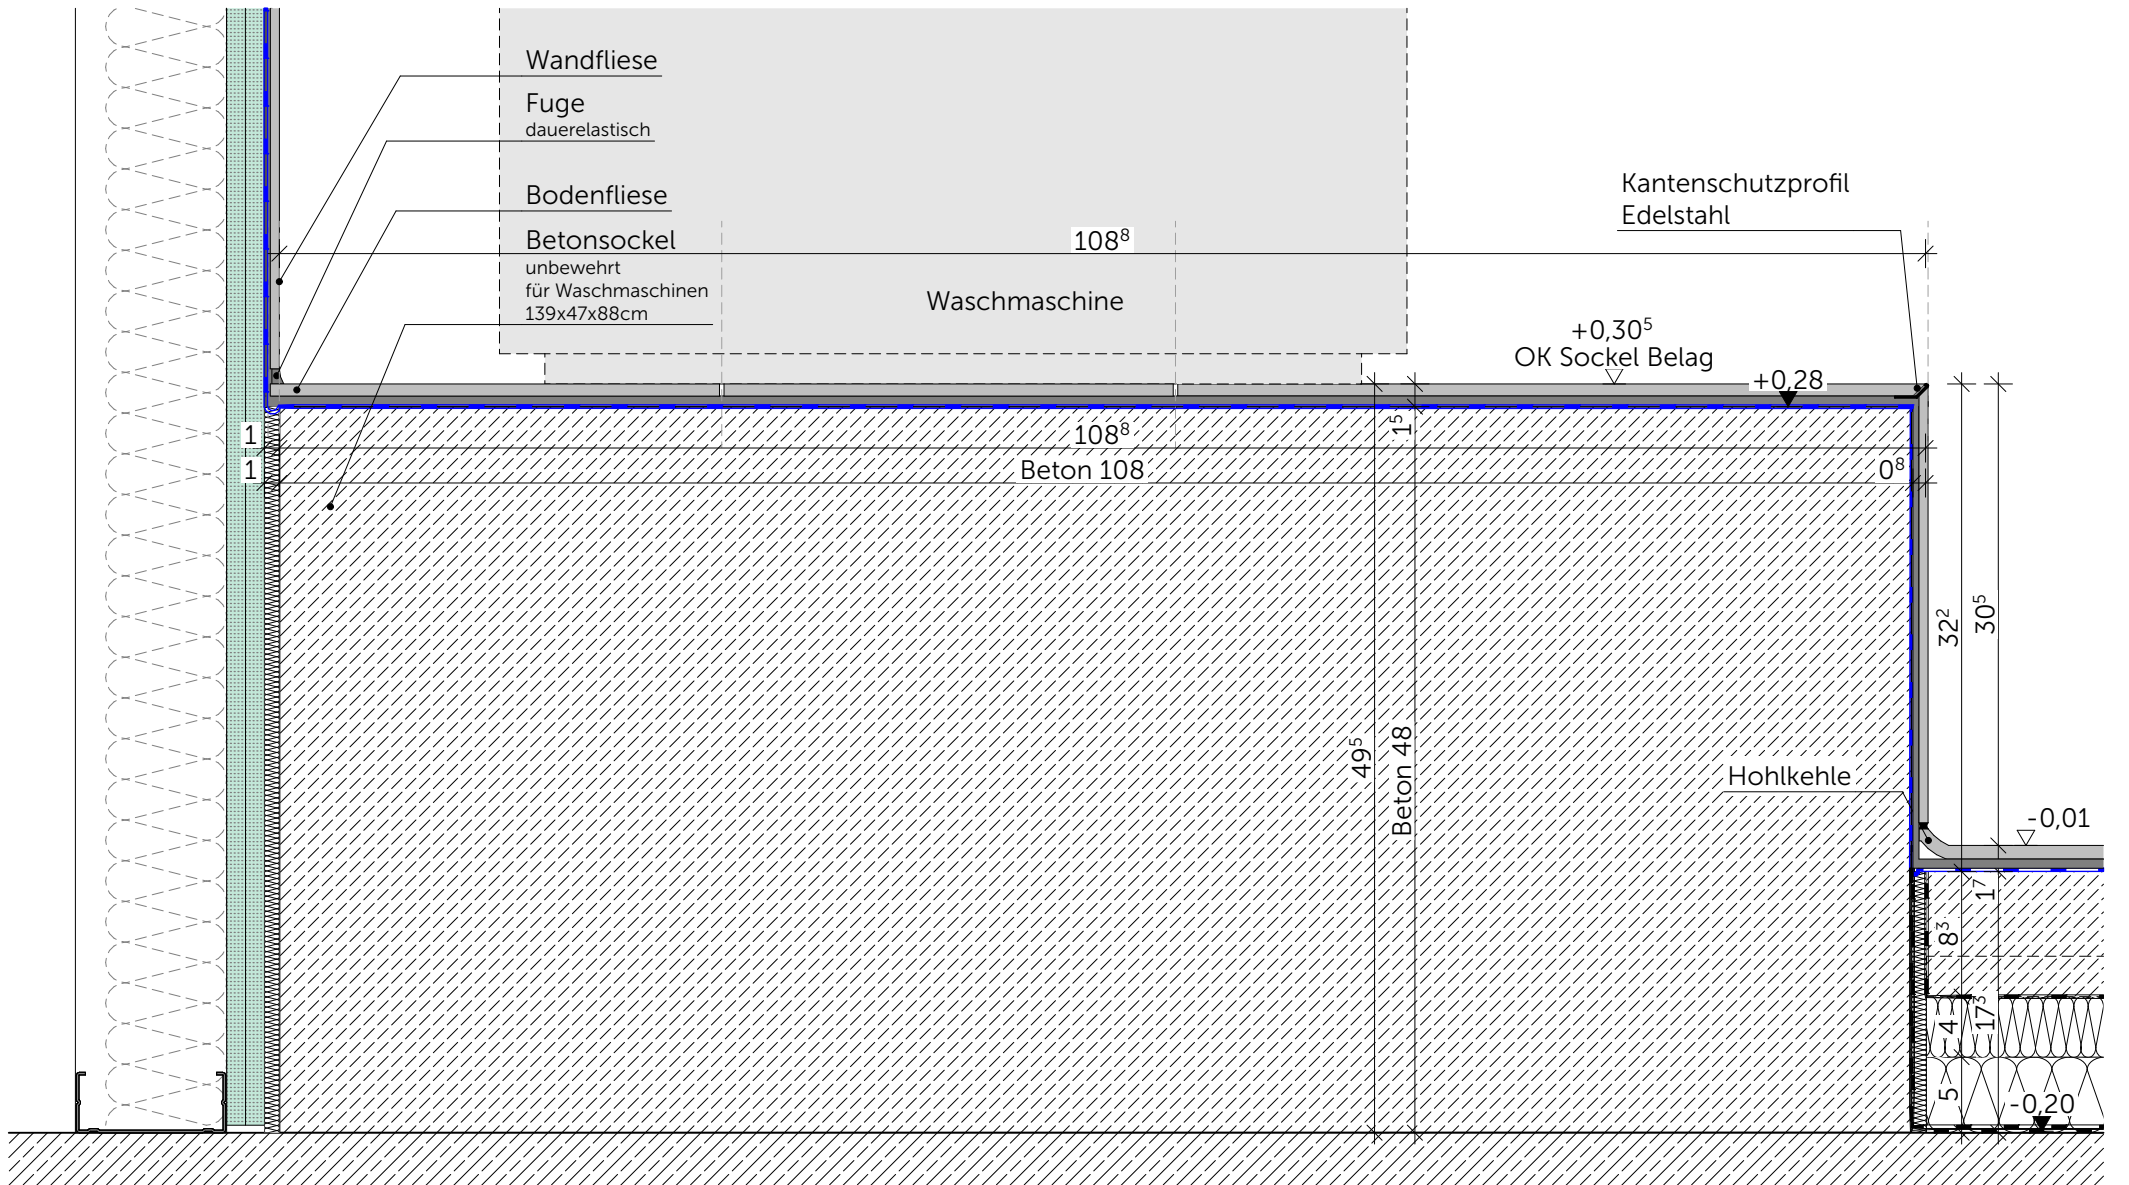 Wandfliese
Fuge
dauerelastisch
Bodenfliese
Betonsockel
unbewehrt
für Waschmaschinen
139x47x88cm
Waschmaschine
Kantenschutzprofil
Edelstahl
108⁸
+0,30⁵
OK Sockel Belag
+0,28
1
108⁸
1⁵
1
Beton 108
0⁸
32²
30⁵
49⁵
Beton 48
Hohlkehle
-0,01
1⁷
8³
4
17³
5
-0,20